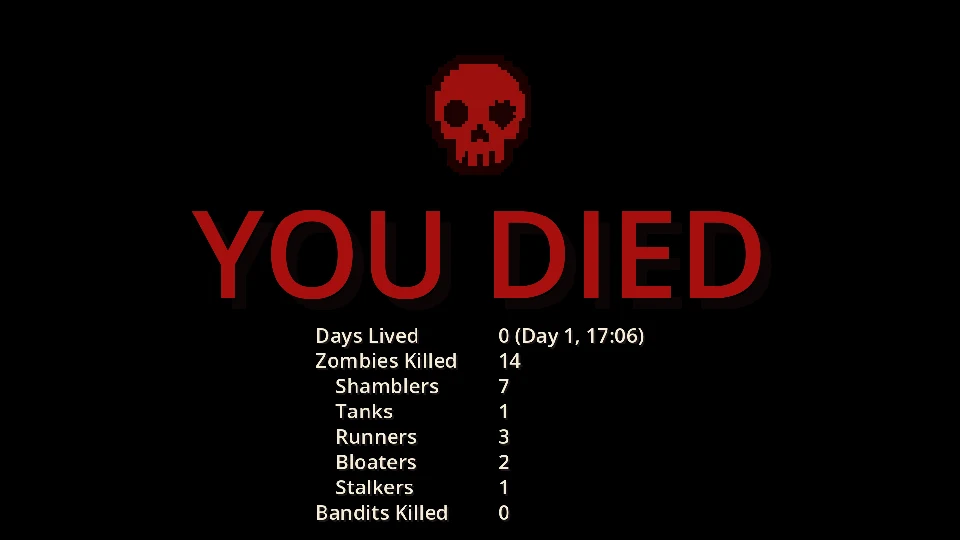 YOU DIED
Days Lived 0 (Day 1, 17:06)
Zombies Killed 14
Shamblers 7
Tanks 1
Runners 3
Bloaters 2
Stalkers 1
Bandits Killed 0